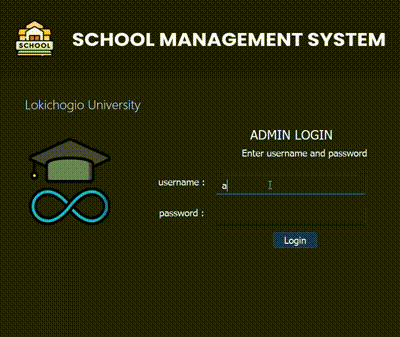 SCHOOL
SCHOOL MANAGEMENT SYSTEM
Lokichogio University
ADMIN LOGIN
Enter username and password
username :
a
password :
Login